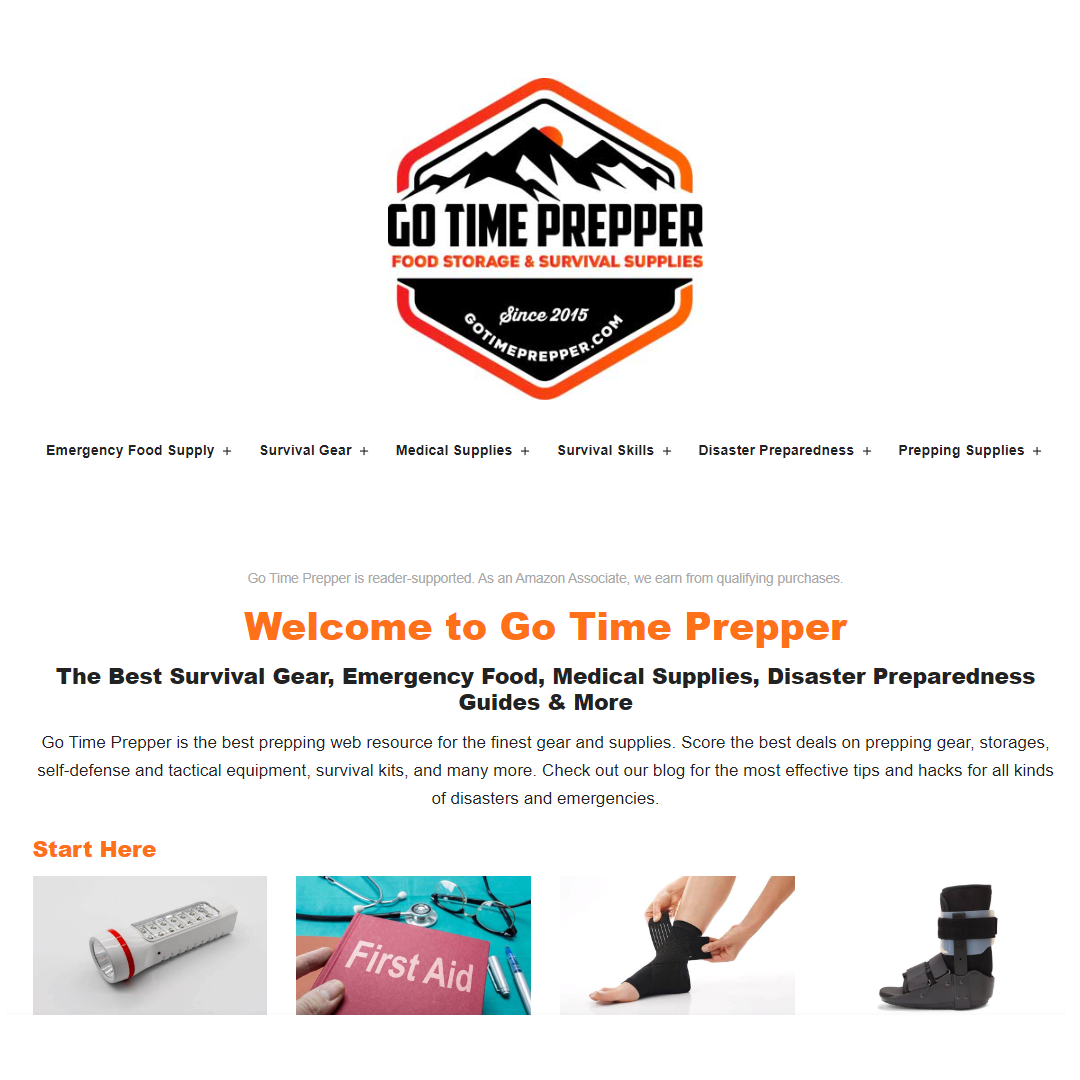 GO TIME PREPPER
FOOD STORAGE & SURVIVAL SUPPLIES
Since 2015
GOTIMEPREPPER.COM
Emergency Food Supply + Survival Gear + Medical Supplies + Survival Skills + Disaster Preparedness + Prepping Supplies +
Go Time Prepper is reader-supported. As an Amazon Associate, we earn from qualifying purchases.
Welcome to Go Time Prepper
The Best Survival Gear, Emergency Food, Medical Supplies, Disaster Preparedness
Guides & More
Go Time Prepper is the best prepping web resource for the finest gear and supplies. Score the best deals on prepping gear, storages,
self-defense and tactical equipment, survival kits, and many more. Check out our blog for the most effective tips and hacks for all kinds
of disasters and emergencies.
Start Here
First Aid